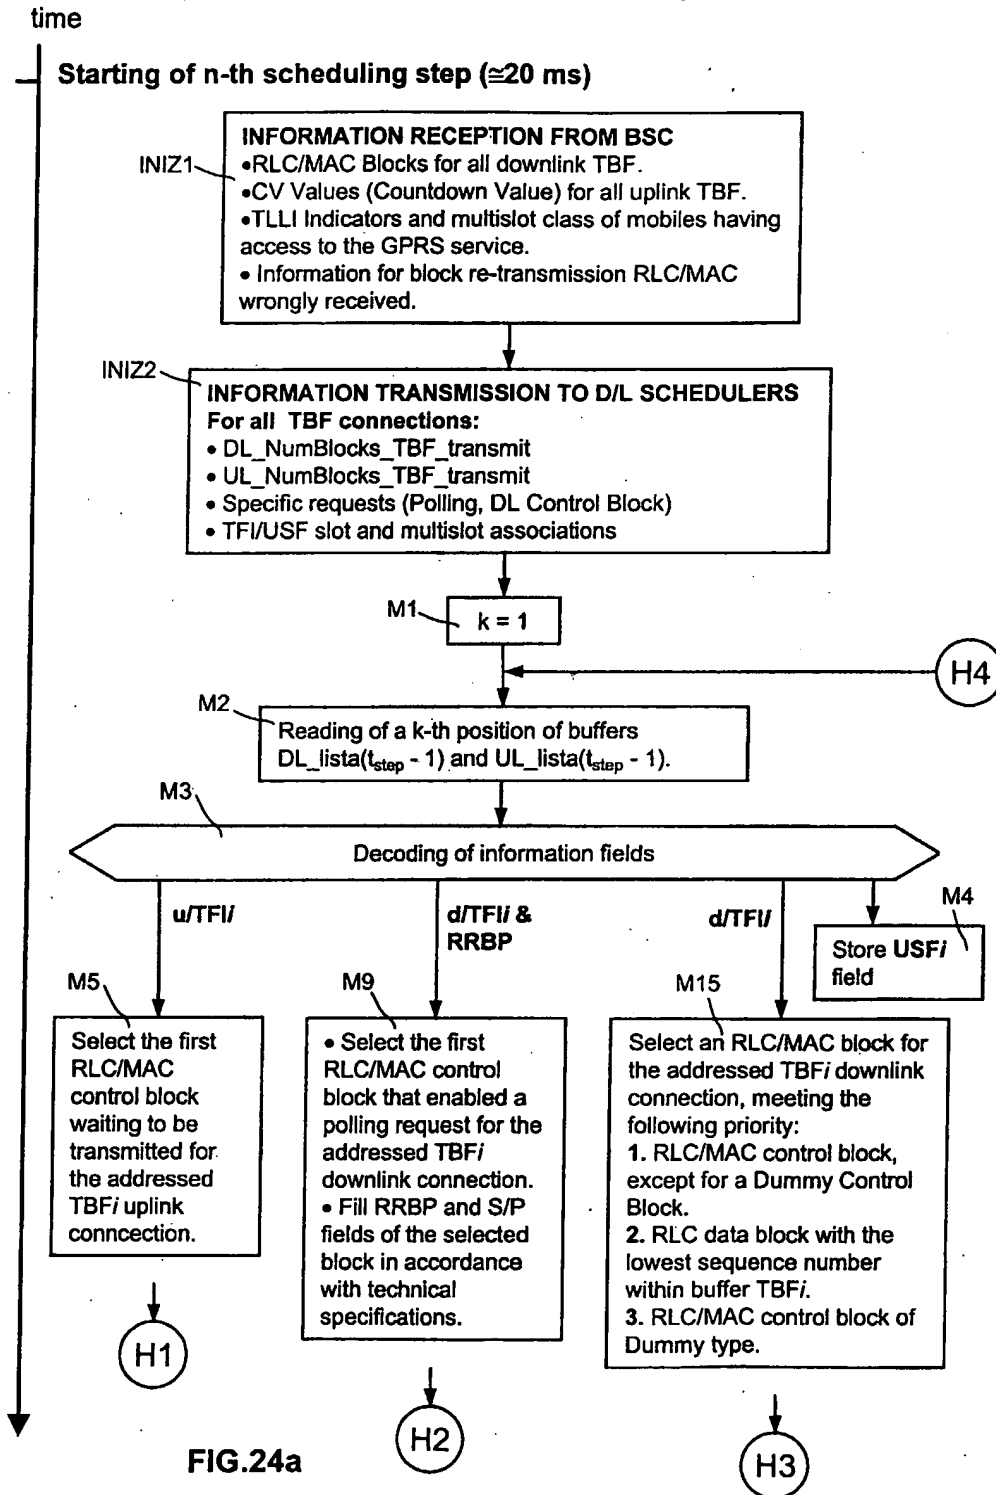 time
Starting of n-th scheduling step (≅20 ms)
INIZ1
INFORMATION RECEPTION FROM BSC
•RLC/MAC Blocks for all downlink TBF.
•CV Values (Countdown Value) for all uplink TBF.
•TLLI Indicators and multislot class of mobiles having
access to the GPRS service.
• Information for block re-transmission RLC/MAC
wrongly received.
INIZ2
INFORMATION TRANSMISSION TO D/L SCHEDULERS
For all TBF connections:
• DL_NumBlocks_TBF_transmit
• UL_NumBlocks_TBF_transmit
• Specific requests (Polling, DL Control Block)
• TFI/USF slot and multislot associations
M1
k = 1
H4
M2
Reading of a k-th position of buffers
DL_lista(tstep - 1) and UL_lista(tstep - 1).
M3
Decoding of information fields
u/TFIi
d/TFIi &
RRBP
d/TFIi
M4
Store USFi
field
M5
Select the first
RLC/MAC
control block
waiting to be
transmitted for
the addressed
TBFi uplink
conncection.
H1
M9
• Select the first
RLC/MAC control
block that enabled a
polling request for the
addressed TBFi
downlink connection.
• Fill RRBP and S/P
fields of the selected
block in accordance
with technical
specifications.
H2
M15
Select an RLC/MAC block for
the addressed TBFi downlink
connection, meeting the
following priority:
1. RLC/MAC control block,
except for a Dummy Control
Block.
2. RLC data block with the
lowest sequence number
within buffer TBFi.
3. RLC/MAC control block of
Dummy type.
H3
FIG.24a